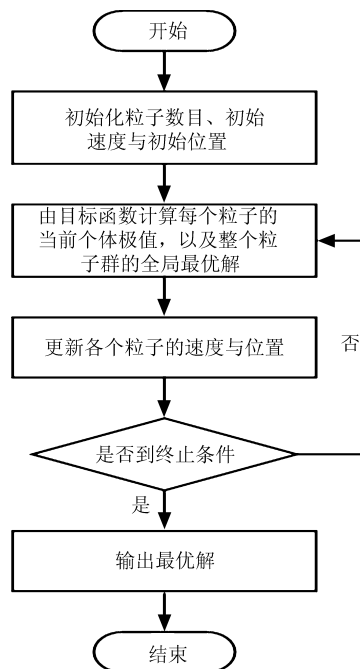 开始
初始化粒子数目、初始
速度与初始位置
由目标函数计算每个粒子的
当前个体极值，以及整个粒
子群的全局最优解
更新各个粒子的速度与位置
否
是否到终止条件
是
输出最优解
结束